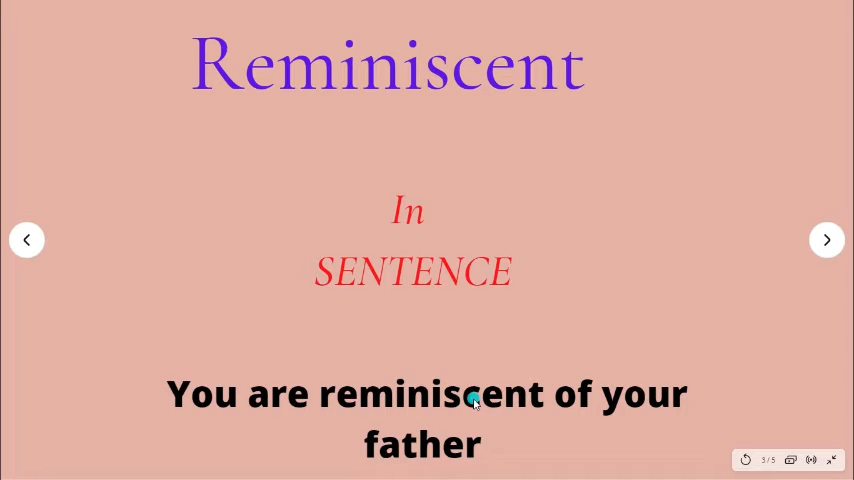 Reminiscent
In
SENTENCE
You are reminiscent of your
father
3/5